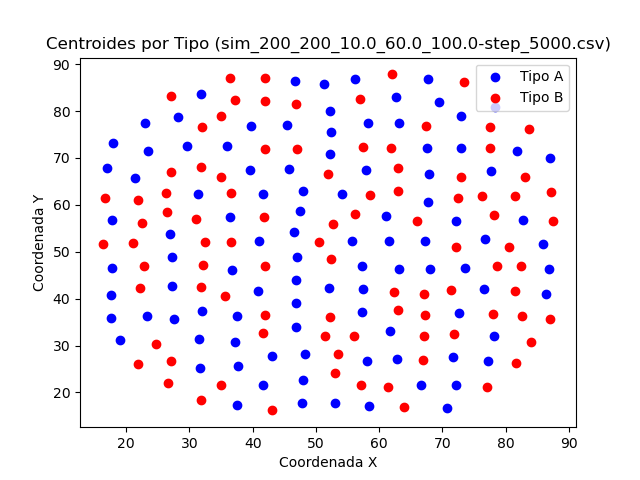 Centroides por Tipo (sim_200_200_10.0_60.0_100.0-step_5000.csv)
Tipo A
Tipo B
90
80
70
60
50
40
30
20
Coordenada Y
20 30 40 50 60 70 80 90
Coordenada X